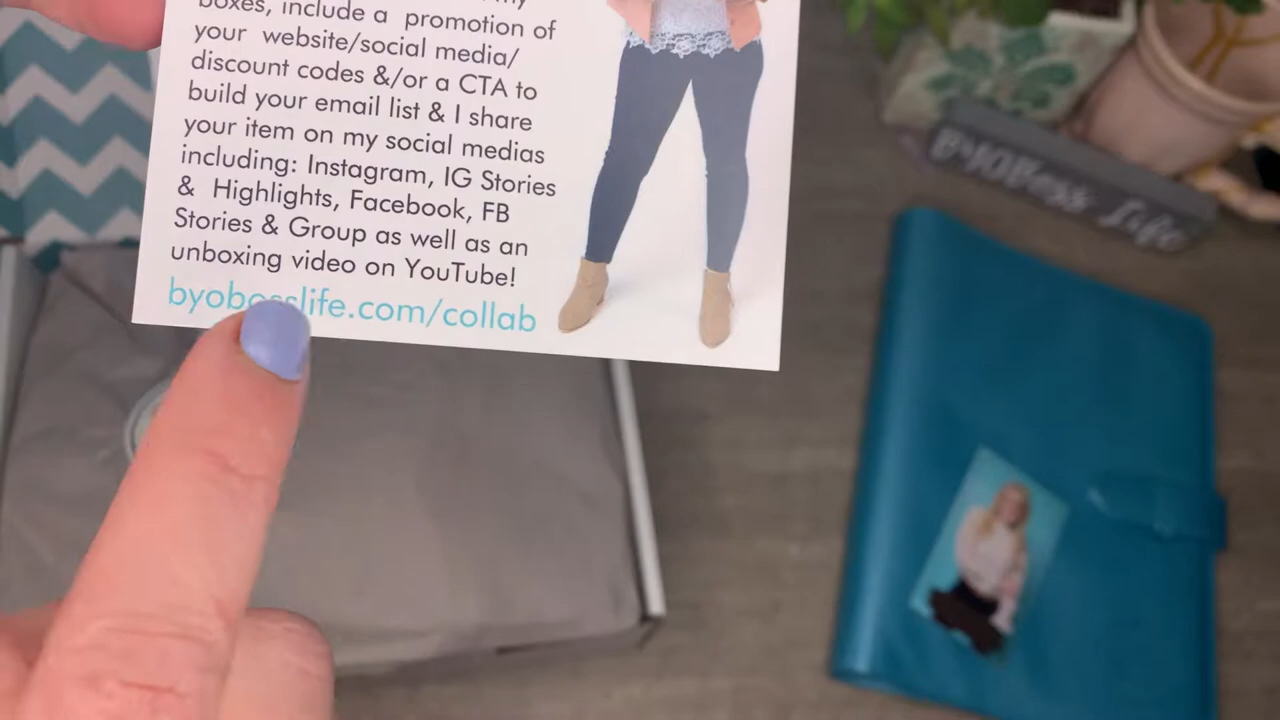 boxes, include a promotion of
your website/social media/
discount codes &/or a CTA to
build your email list & I share
your item on my social medias
including: Instagram, IG Stories
& Highlights, Facebook, FB
Stories & Group as well as an
unboxing video on YouTube!
byobosslife.com/collab
BYOBoss Life